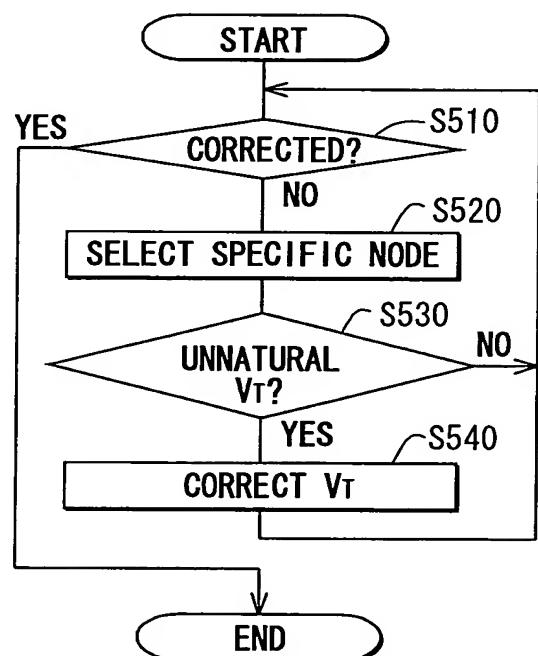 START
YES
S510
CORRECTED?
NO
S520
SELECT SPECIFIC NODE
S530
UNNATURAL
VT?
NO
YES
S540
CORRECT VT
END